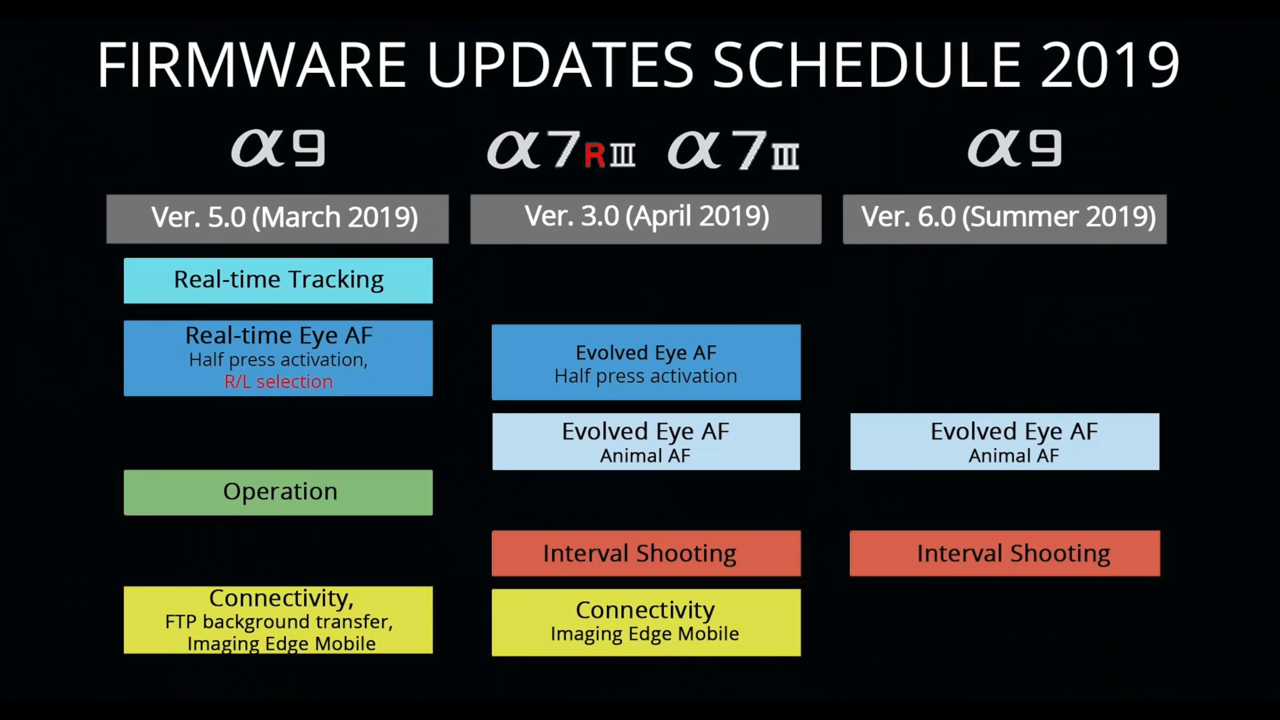 FIRMWARE UPDATES SCHEDULE 2019
α9
α7RIII α7III
α9
Ver. 5.0 (March 2019)
Ver. 3.0 (April 2019)
Ver. 6.0 (Summer 2019)
Real-time Tracking
Real-time Eye AF
Half press activation,
R/L selection
Evolved Eye AF
Half press activation
Evolved Eye AF
Animal AF
Evolved Eye AF
Animal AF
Operation
Interval Shooting
Interval Shooting
Connectivity,
FTP background transfer,
Imaging Edge Mobile
Connectivity
Imaging Edge Mobile